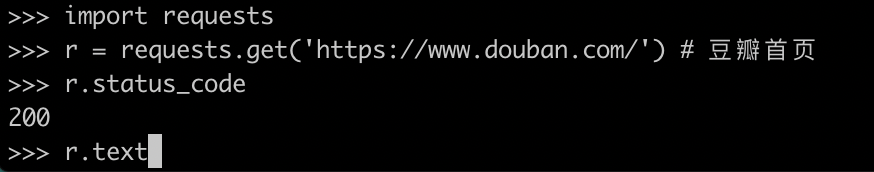 >>> import requests
>>> r = requests.get('https://www.douban.com/') # 豆瓣首页
>>> r.status_code
200
>>> r.text